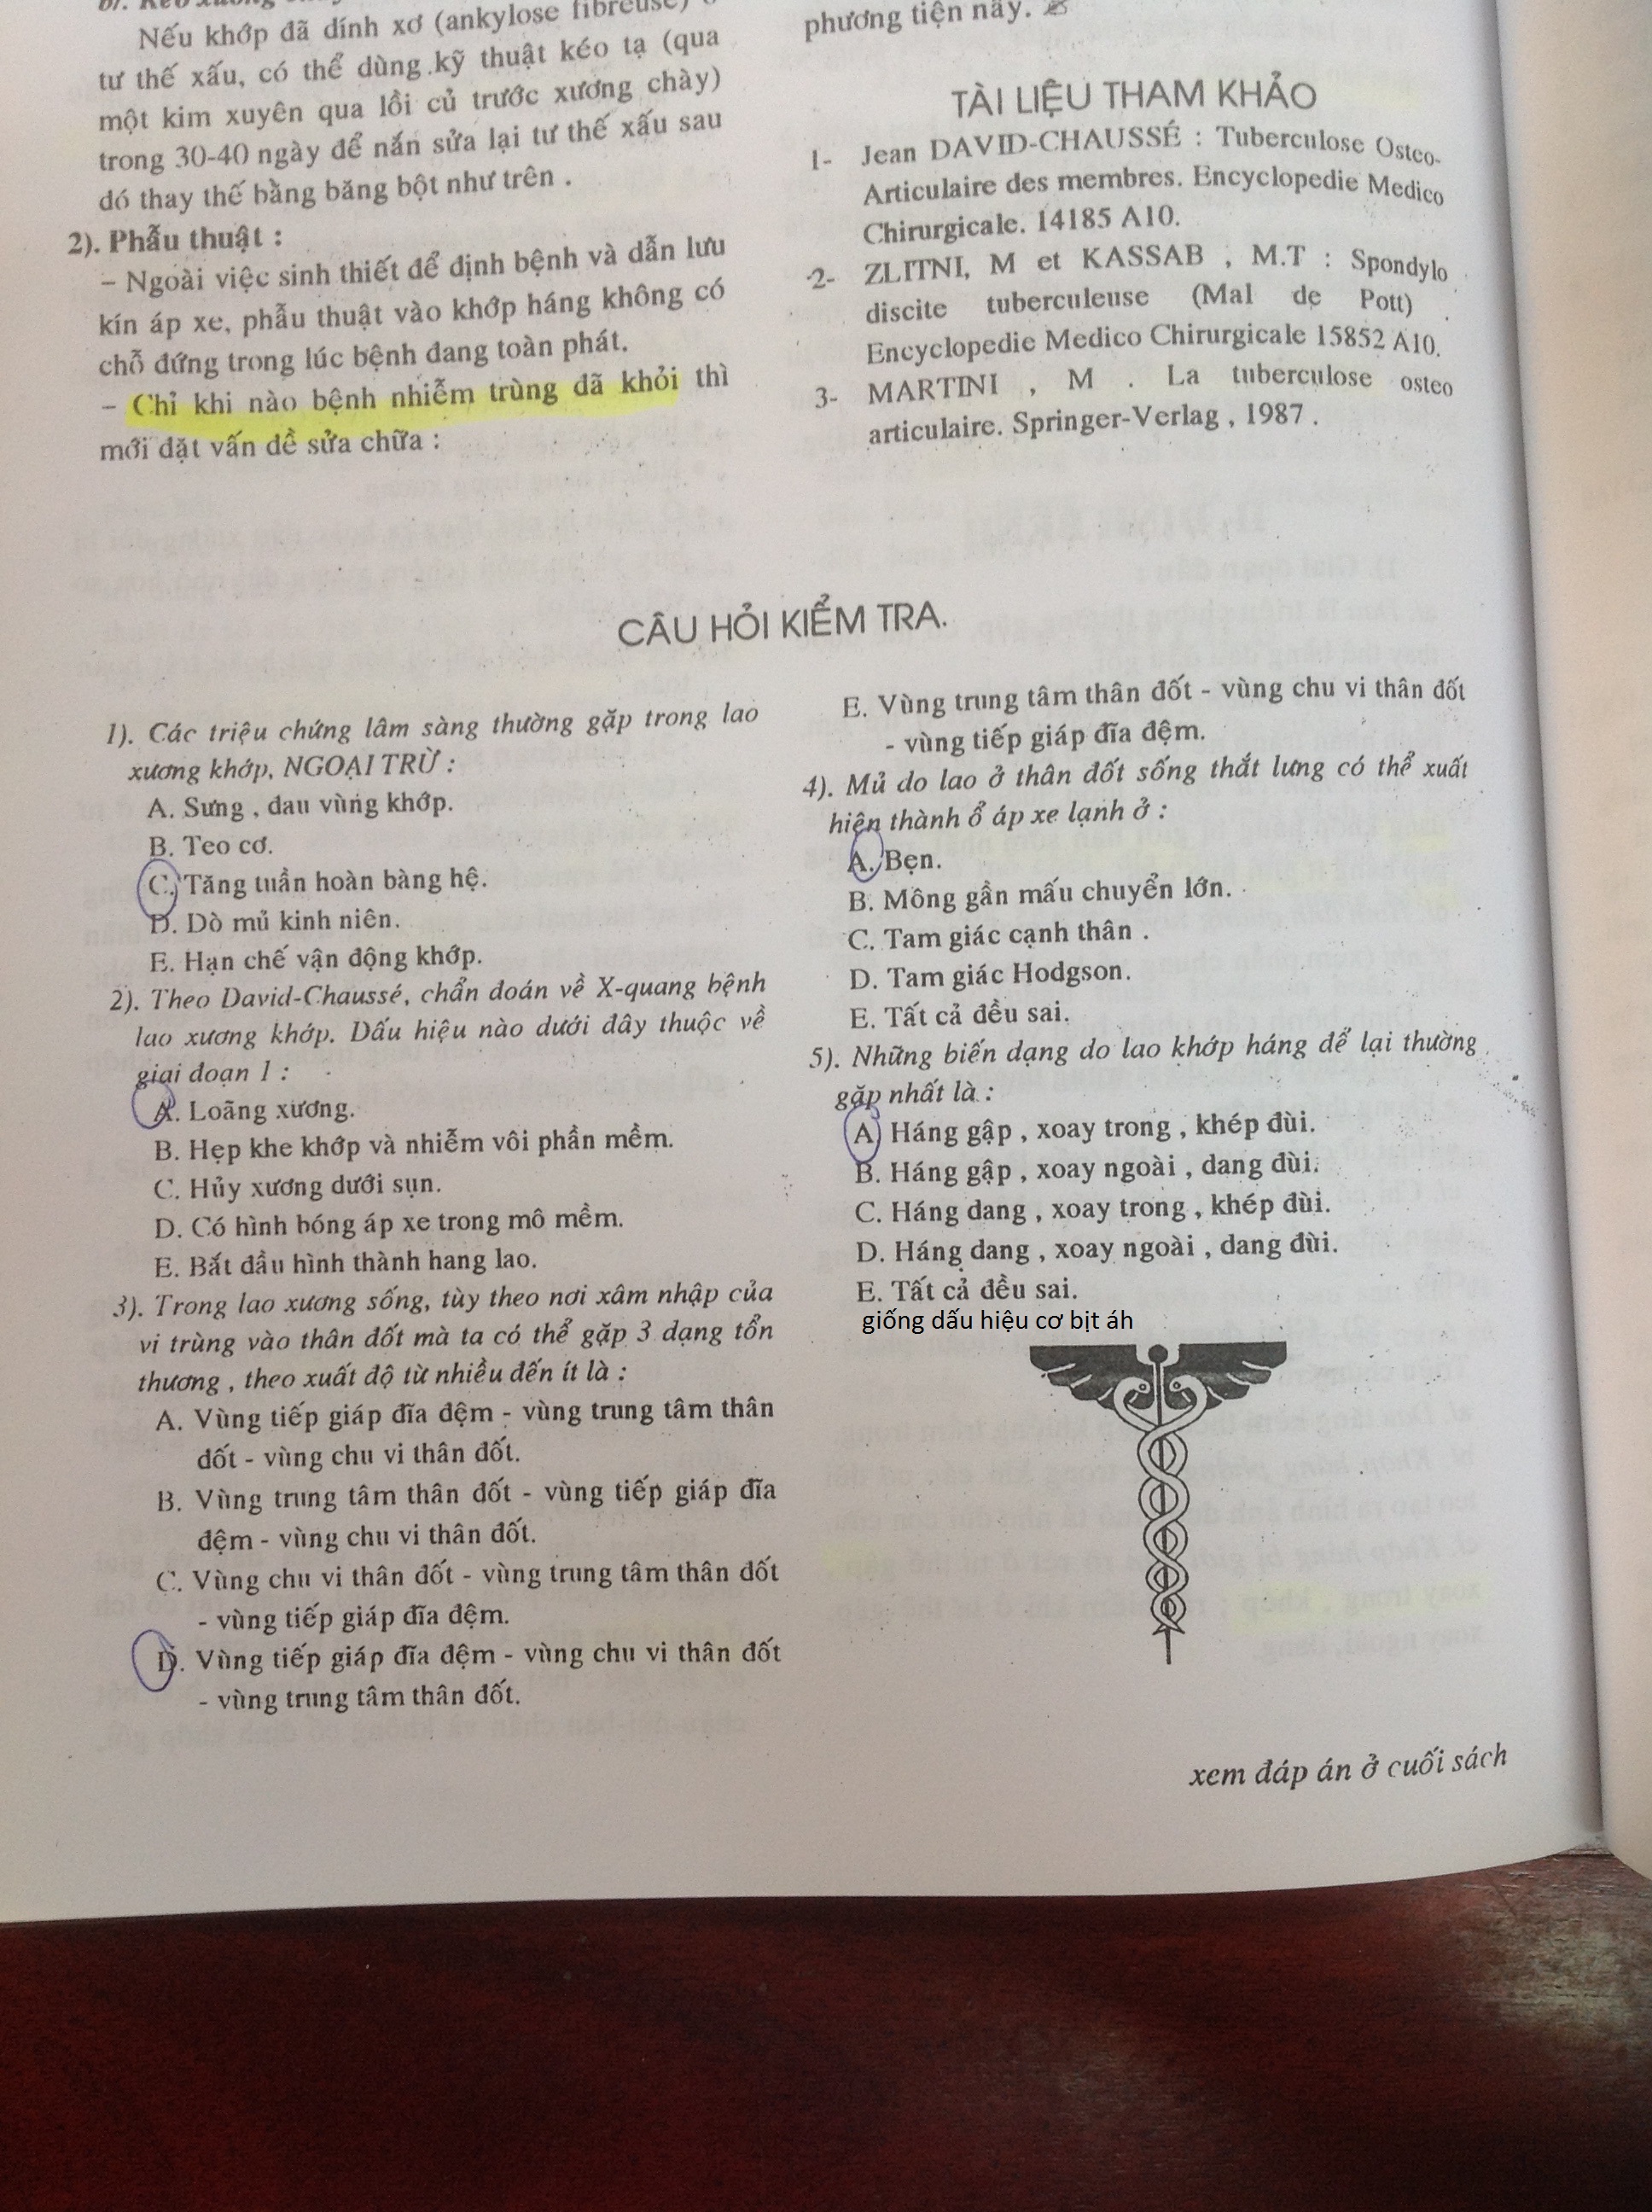 Nếu khớp đã dính xơ (ankylose fibreuse)
tư thế xấu, có thể dùng kỹ thuật kéo tạ (qua
một kim xuyên qua lồi củ trước xương chày)
trong 30-40 ngày để nắn sửa lại tư thế xấu sau
dó thay thế bằng băng bột như trên .
2). Phẫu thuật :
– Ngoài việc sinh thiết để định bệnh và dẫn lưu
kín áp xe, phẫu thuật vào khớp háng không có
chỗ đứng trong lúc bệnh đang toàn phát.
– Chỉ khi nào bệnh nhiễm trùng đã khỏi thì
mới đặt vấn đề sửa chữa :
phương tiện này.
TÀI LIỆU THAM KHẢO
1- Jean DAVID-CHAUSSÉ : Tuberculose Osteo-
Articulaire des membres. Encyclopedie Medico
Chirurgicale. 14185 A10.
2- ZLITNI, M et KASSAB , M.T : Spondylo
discite tuberculeuse (Mal de Pott)
Encyclopedie Medico Chirurgicale 15852 A10.
3- MARTINI , M . La tuberculose osteo
articulaire. Springer-Verlag , 1987 .
CÂU HỎI KIỂM TRA.
1). Các triệu chứng lâm sàng thường gặp trong lao
xương khớp, NGOẠI TRỪ :
A. Sưng , đau vùng khớp.
B. Teo cơ.
C. Tăng tuần hoàn bàng hệ.
D. Dò mủ kinh niên.
E. Hạn chế vận động khớp.
2). Theo David-Chaussé, chẩn đoán về X-quang bệnh
lao xương khớp. Dấu hiệu nào dưới đây thuộc về
giai đoạn 1 :
A. Loãng xương.
B. Hẹp khe khớp và nhiễm vôi phần mềm.
C. Hủy xương dưới sụn.
D. Có hình bóng áp xe trong mô mềm.
E. Bắt đầu hình thành hang lao.
3). Trong lao xương sống, tùy theo nơi xâm nhập của
vi trùng vào thân đốt mà ta có thể gặp 3 dạng tổn
thương , theo xuất độ từ nhiều đến ít là :
A. Vùng tiếp giáp đĩa đệm - vùng trung tâm thân
đốt - vùng chu vi thân đốt.
B. Vùng trung tâm thân đốt - vùng tiếp giáp đĩa
đệm - vùng chu vi thân đốt.
C. Vùng chu vi thân đốt - vùng trung tâm thân đốt
- vùng tiếp giáp đĩa đệm.
D. Vùng tiếp giáp đĩa đệm - vùng chu vi thân đốt
- vùng trung tâm thân đốt.
E. Vùng trung tâm thân đốt - vùng chu vi thân đốt
- vùng tiếp giáp đĩa đệm.
4). Mủ do lao ở thân đốt sống thắt lưng có thể xuất
hiện thành ổ áp xe lạnh ở :
A. Bẹn.
B. Mông gần mấu chuyển lớn.
C. Tam giác cạnh thân .
D. Tam giác Hodgson.
E. Tất cả đều sai.
5). Những biến dạng do lao khớp háng để lại thường
gặp nhất là :
A Háng gập , xoay trong , khép đùi.
B. Háng gập , xoay ngoài , dang đùi.
C. Háng dang , xoay trong , khép đùi.
D. Háng dang , xoay ngoài , dang đùi.
E. Tất cả đều sai.
giống dấu hiệu cơ bịt áh
xem đáp án ở cuối sách